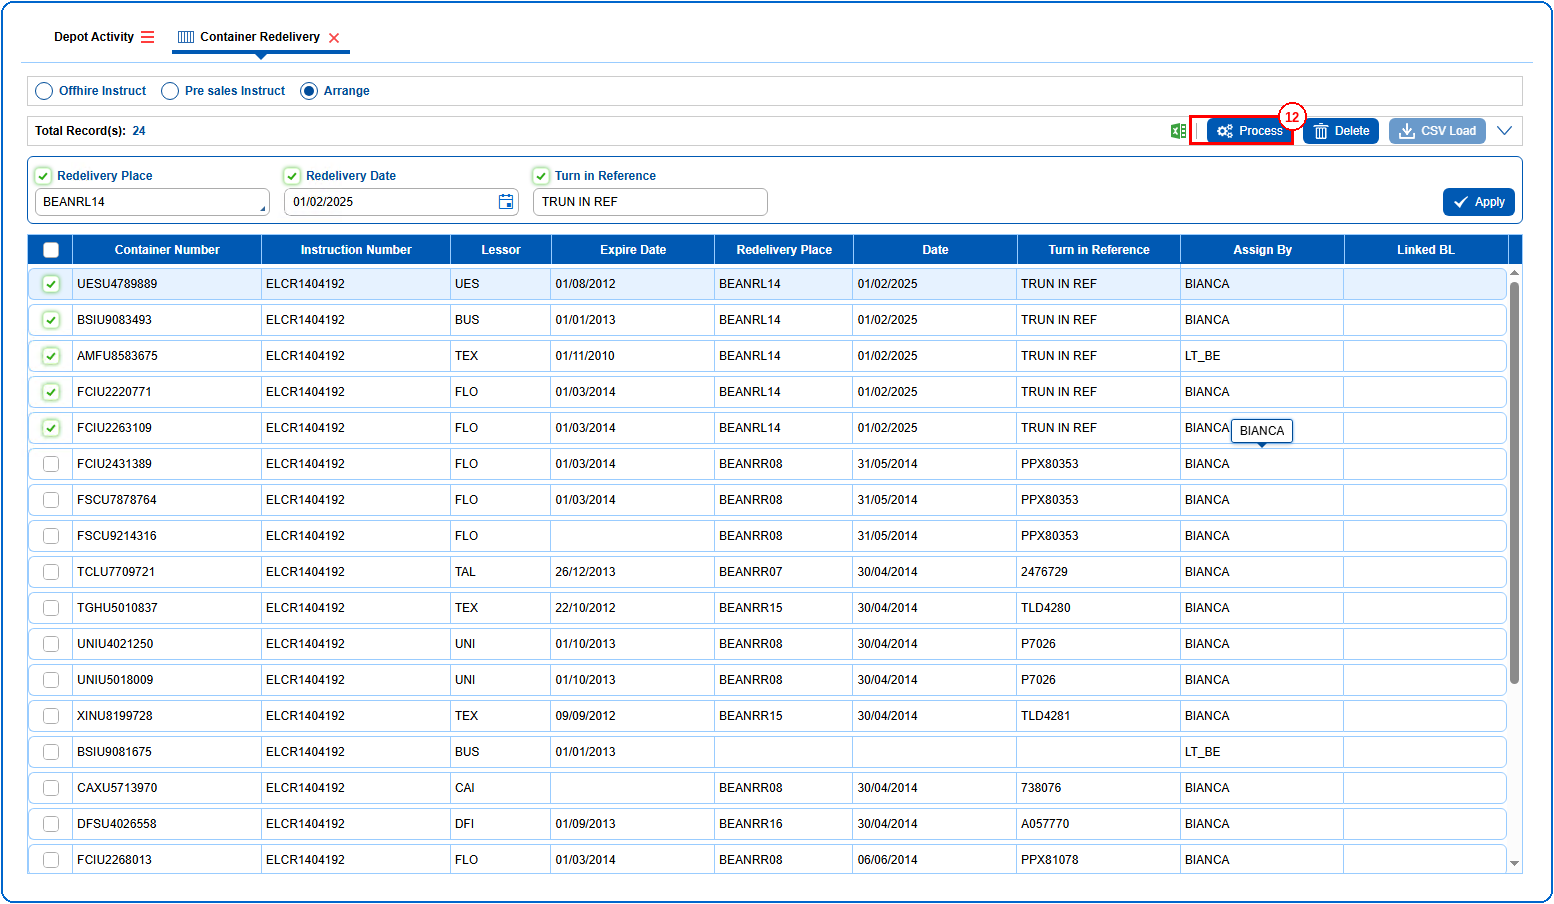 Depot Activity Container Redelivery
Offhire Instruct Pre sales Instruct Arrange
Total Record(s): 24 Process 12 Delete CSV Load
Redelivery Place Redelivery Date Turn in Reference
BEANRL14 01/02/2025 TRUN IN REF Apply
Container Number Instruction Number Lessor Expire Date Redelivery Place Date Turn in Reference Assign By Linked BL
UESU4789889 ELCR1404192 UES 01/08/2012 BEANRL14 01/02/2025 TRUN IN REF BIANCA
BSIU9083493 ELCR1404192 BUS 01/01/2013 BEANRL14 01/02/2025 TRUN IN REF BIANCA
AMFU8583675 ELCR1404192 TEX 01/11/2010 BEANRL14 01/02/2025 TRUN IN REF LT_BE
FCIU2220771 ELCR1404192 FLO 01/03/2014 BEANRL14 01/02/2025 TRUN IN REF BIANCA
FCIU2263109 ELCR1404192 FLO 01/03/2014 BEANRL14 01/02/2025 TRUN IN REF BIANCA BIANCA
FCIU2431389 ELCR1404192 FLO 01/03/2014 BEANRR08 31/05/2014 PPX80353 BIANCA
FSCU7878764 ELCR1404192 FLO 01/03/2014 BEANRR08 31/05/2014 PPX80353 BIANCA
FSCU9214316 ELCR1404192 FLO BEANRR08 31/05/2014 PPX80353 BIANCA
TCLU7709721 ELCR1404192 TAL 26/12/2013 BEANRR07 30/04/2014 2476729 BIANCA
TGHU5010837 ELCR1404192 TEX 22/10/2012 BEANRR15 30/04/2014 TLD4280 BIANCA
UNIU4021250 ELCR1404192 UNI 01/10/2013 BEANRR08 30/04/2014 P7026 BIANCA
UNIU5018009 ELCR1404192 UNI 01/10/2013 BEANRR08 30/04/2014 P7026 BIANCA
XINU8199728 ELCR1404192 TEX 09/09/2012 BEANRR15 30/04/2014 TLD4281 BIANCA
BSIU9081675 ELCR1404192 BUS 01/01/2013 LT_BE
CAXU5713970 ELCR1404192 CAI BEANRR08 30/04/2014 738076 BIANCA
DFSU4026558 ELCR1404192 DFI 01/09/2013 BEANRR16 30/04/2014 A057770 BIANCA
FCIU2268013 ELCR1404192 FLO 01/03/2014 BEANRR08 06/06/2014 PPX81078 BIANCA